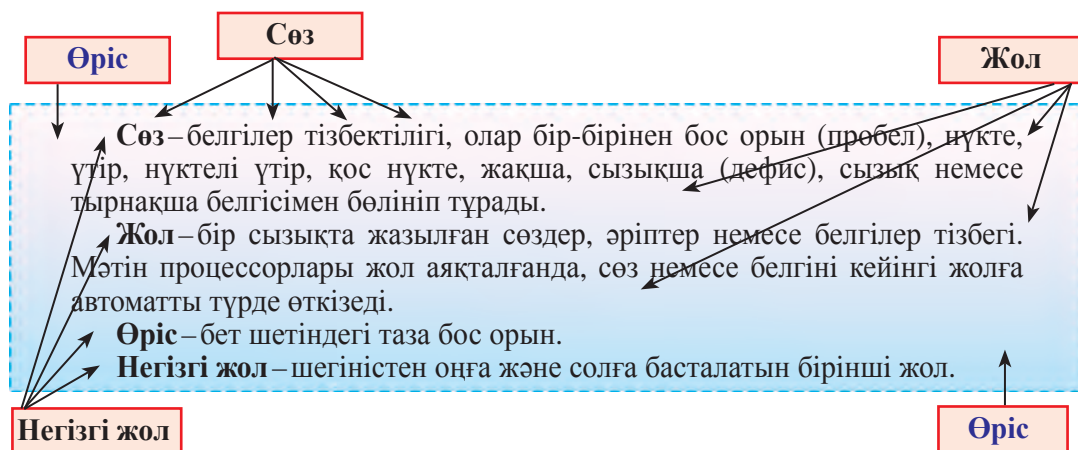 Сөз
Өріс
Жол
Сөз – белгілер тізбектілігі, олар бір-бірінен бос орын (пробел), нүкте,
үтір, нүктелі үтір, қос нүкте, жақша, сызықша (дефис), сызық немесе
тырнақша белгісімен бөлініп тұрады.
Жол – бір сызықта жазылған сөздер, әріптер немесе белгілер тізбегі.
Мәтін процессорлары жол аяқталғанда, сөз немесе белгіні кейінгі жолға
автоматты түрде өткізеді.
Өріс – бет шетіндегі таза бос орын.
Негізгі жол – шегіністен оңға және солға басталатын бірінші жол.
Негізгі жол
Өріс